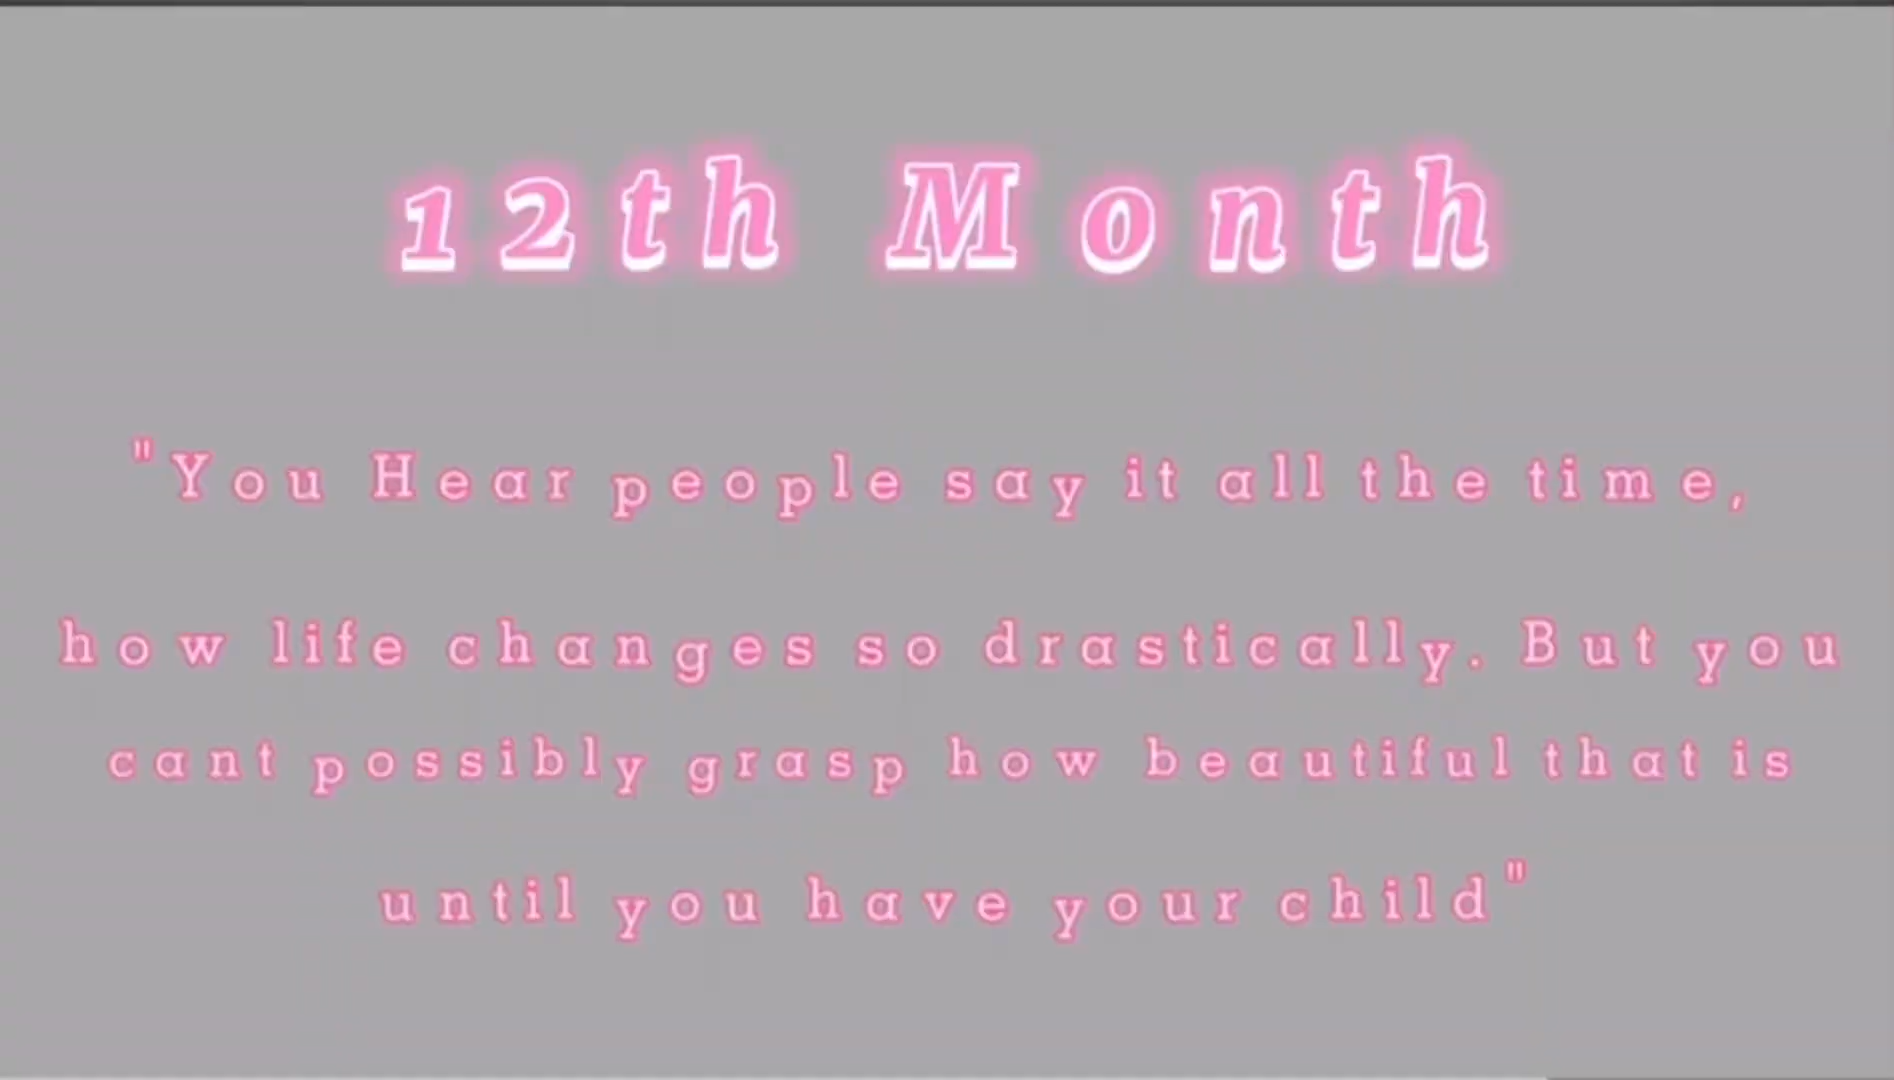 12th Month
"You Hear people say it all the time,
how life changes so drastically. But you
cant possibly grasp how beautiful that is
until you have your child"